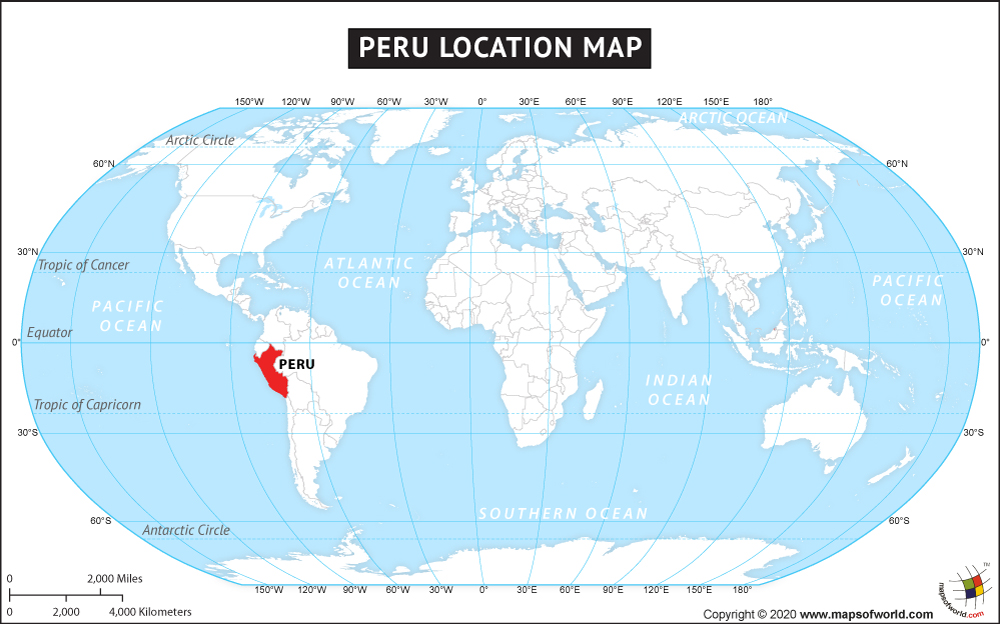 PERU LOCATION MAP
150°W 120°W 90°W 60°W 30°W 0° 30°E 60°E 90°E 120°E 150°E 180°
ARCTIC OCEAN
Arctic Circle
60°N 60°N
30°N 30°N
Tropic of Cancer
ATLANTIC
OCEAN
PACIFIC
OCEAN
PACIFIC
OCEAN
Equator
0° 0°
PERU
INDIAN
OCEAN
Tropic of Capricorn
30°S 30°S
SOUTHERN OCEAN
60°S 60°S
Antarctic Circle
150°W 120°W 90°W 60°W 30°W 0° 30°E 60°E 90°E 120°E 150°E 180°
0 2,000 Miles
0 2,000 4,000 Kilometers
Copyright © 2020 www.mapsofworld.com
TM
mapsofworld.com